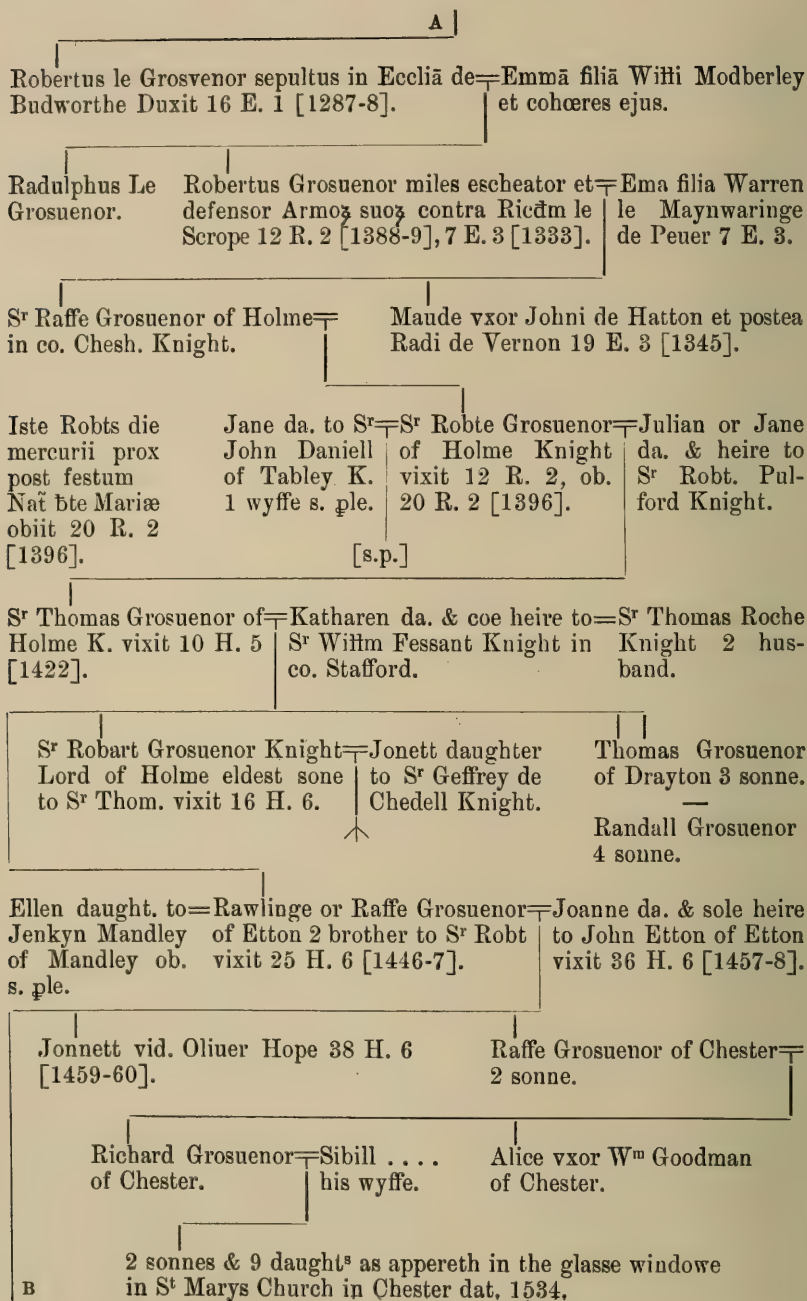 A
Robertus le Grosvenor sepultus in Eccliā de
Budworthe Duxit 16 E. 1 [1287-8].
Emmā filiā Witti Modberley
et cohœres ejus.
Radulphus Le
Grosuenor.
Robertus Grosuenor miles escheator et
defensor Armoꝝ suoꝝ contra Ricđm le
Scrope 12 R. 2 [1388-9], 7 E. 3 [1333].
Ema filia Warren
le Maynwaringe
de Peuer 7 E. 3.
Sʳ Raffe Grosuenor of Holme
in co. Chesh. Knight.
Maude vxor Johni de Hatton et postea
Radi de Vernon 19 E. 3 [1345].
Iste Robts die
mercurii prox
post festum
Nat̃ ƀte Mariæ
obiit 20 R. 2
[1396].
Jane da. to Sʳ
John Daniell
of Tabley K.
1 wyffe s. ꝑle.
[s.p.]
Sʳ Robte Grosuenor
of Holme Knight
vixit 12 R. 2, ob.
20 R. 2 [1396].
Julian or Jane
da. & heire to
Sʳ Robt. Pul-
ford Knight.
Sʳ Thomas Grosuenor of
Holme K. vixit 10 H. 5
[1422].
Katharen da. & coe heire to
Sʳ Wiłłm Fessant Knight in
co. Stafford.
Sʳ Thomas Roche
Knight 2 hus-
band.
Sʳ Robart Grosuenor Knight
Lord of Holme eldest sone
to Sʳ Thom. vixit 16 H. 6.
Jonett daughter
to Sʳ Geffrey de
Chedell Knight.
Thomas Grosuenor
of Drayton 3 sonne.
—
Randall Grosuenor
4 sonne.
Ellen daught. to
Jenkyn Mandley
of Mandley ob.
s. ꝑle.
Rawlinge or Raffe Grosuenor
of Etton 2 brother to Sʳ Robt
vixit 25 H. 6 [1446-7].
Joanne da. & sole heire
to John Etton of Etton
vixit 36 H. 6 [1457-8].
Jonnett vid. Oliuer Hope 38 H. 6
[1459-60].
Raffe Grosuenor of Chester
2 sonne.
Richard Grosuenor
of Chester.
Sibill . . . .
his wyffe.
Alice vxor Wᵐ Goodman
of Chester.
2 sonnes & 9 daughtˢ as appereth in the glasse windowe
in Sᵗ Marys Church in Chester dat, 1534,
B